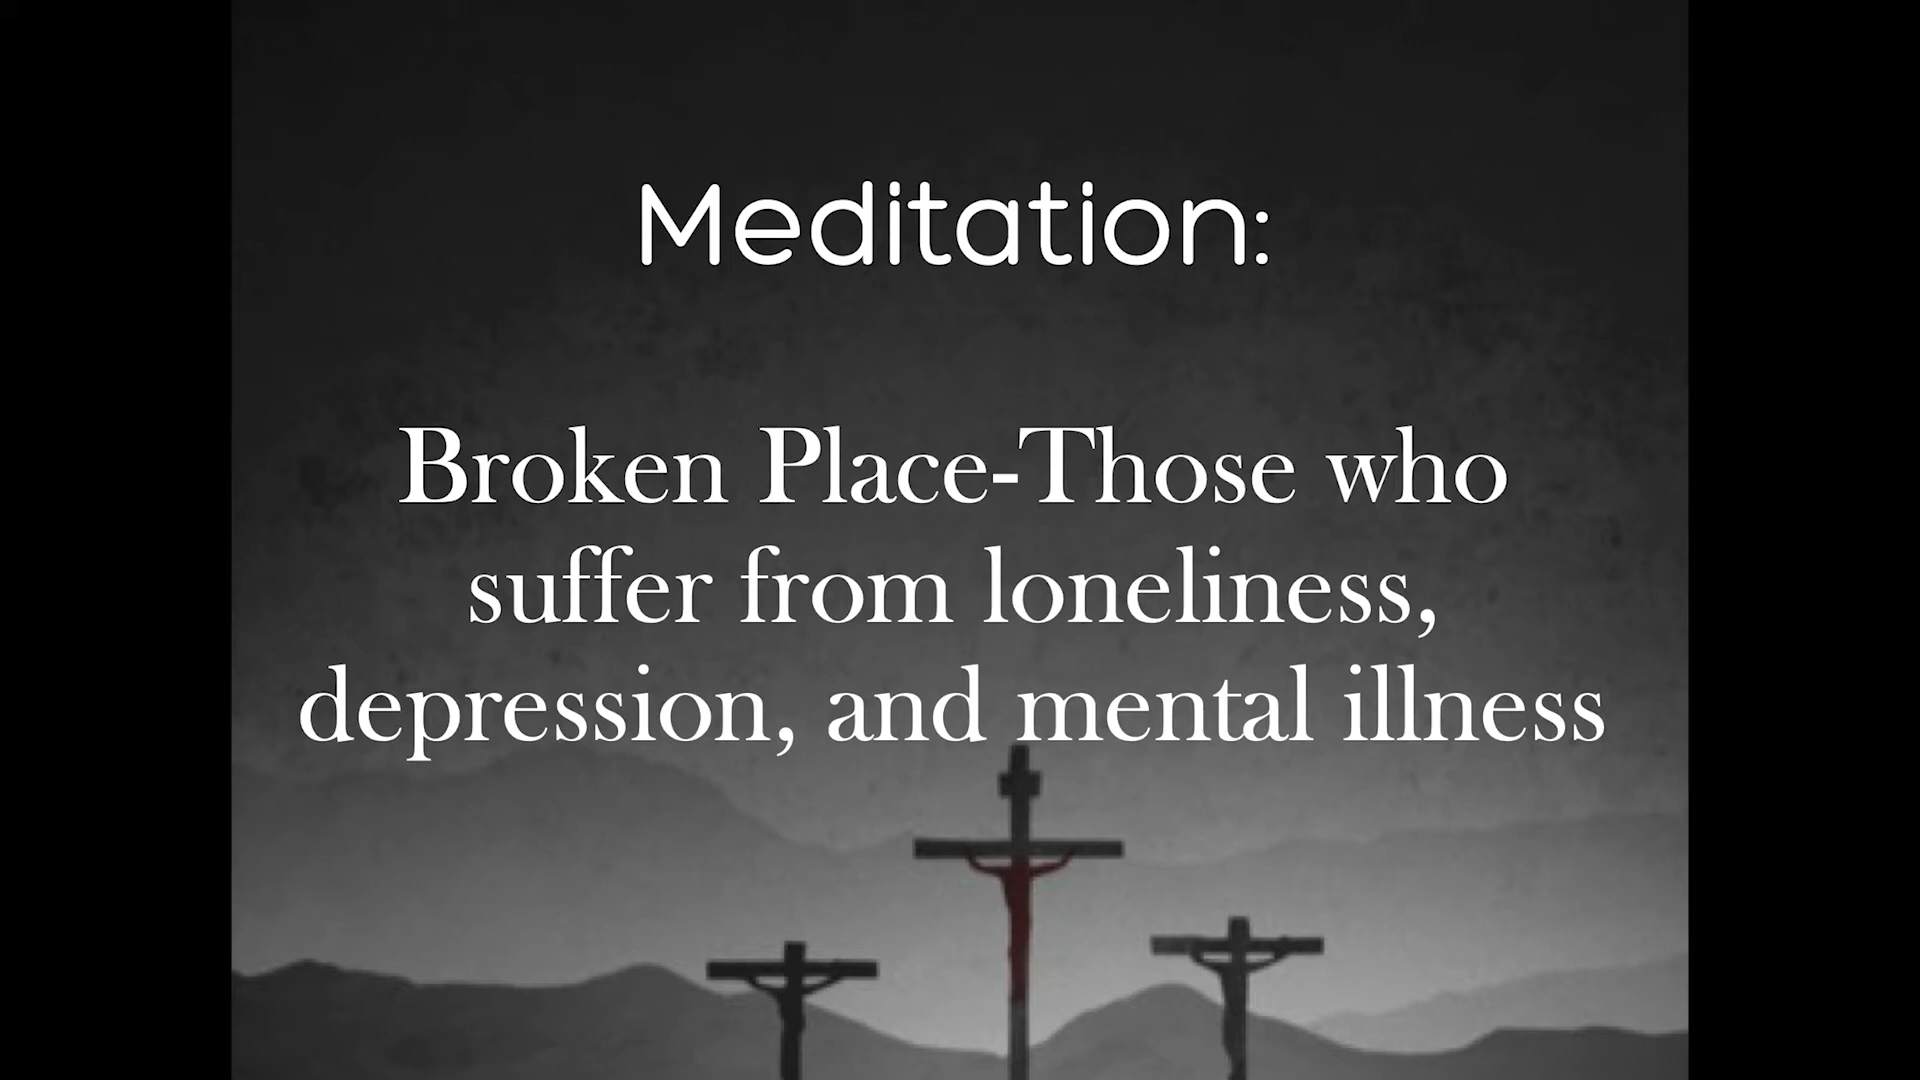 Meditation:
Broken Place-Those who
suffer from loneliness,
depression, and mental illness